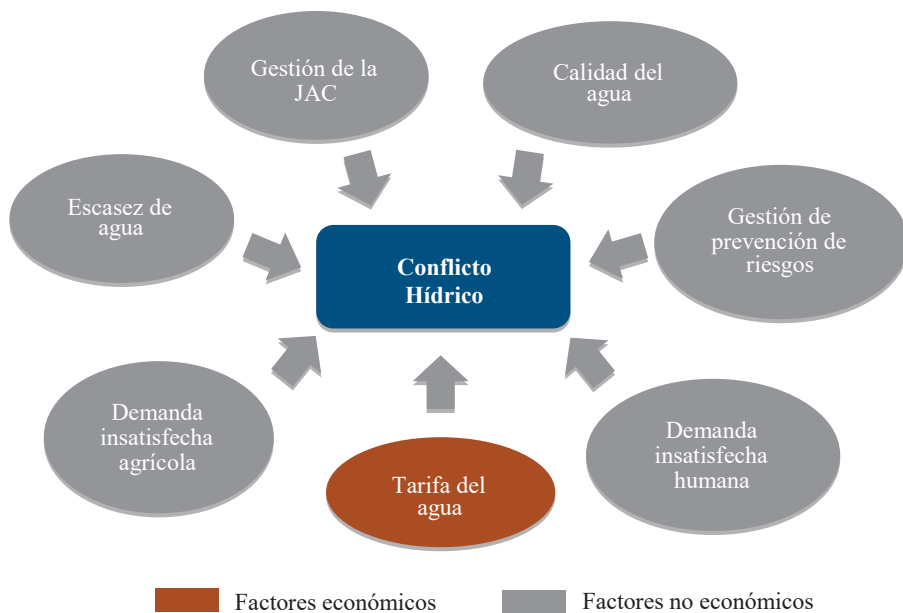 Gestión de la
JAC
Calidad del
agua
Escasez de
agua
Gestión de
prevención de
riesgos
Conflicto
Hídrico
Demanda
insatisfecha
agrícola
Demanda
insatisfecha
humana
Tarifa del
agua
Factores económicos
Factores no económicos